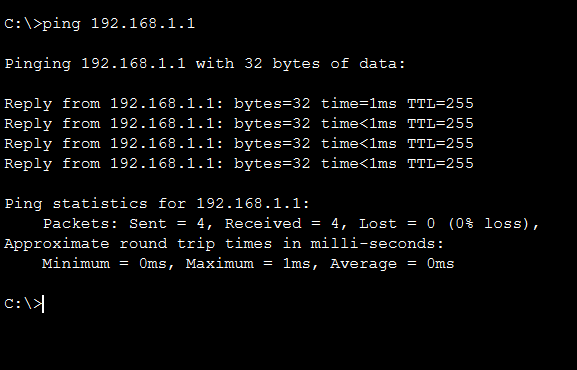 C:\>ping 192.168.1.1
Pinging 192.168.1.1 with 32 bytes of data:
Reply from 192.168.1.1: bytes=32 time=1ms TTL=255
Reply from 192.168.1.1: bytes=32 time<1ms TTL=255
Reply from 192.168.1.1: bytes=32 time<1ms TTL=255
Reply from 192.168.1.1: bytes=32 time<1ms TTL=255
Ping statistics for 192.168.1.1:
Packets: Sent = 4, Received = 4, Lost = 0 (0% loss),
Approximate round trip times in milli-seconds:
Minimum = 0ms, Maximum = 1ms, Average = 0ms
C:\>